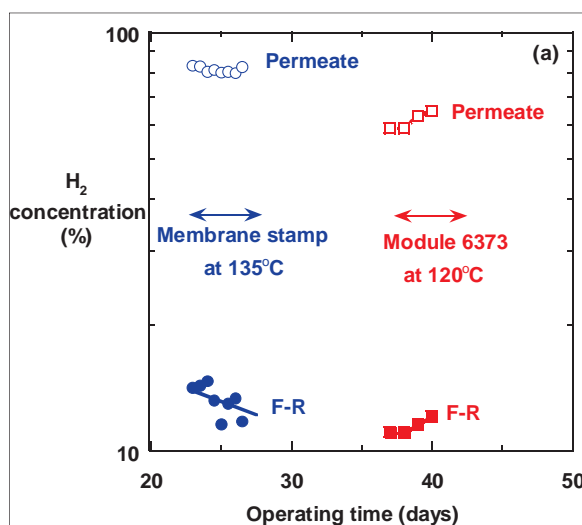 100
(a)
Permeate
Permeate
H2
concentration
(%)
Membrane stamp
at 135°C
Module 6373
at 120°C
F-R
F-R
10
20 30 40 50
Operating time (days)